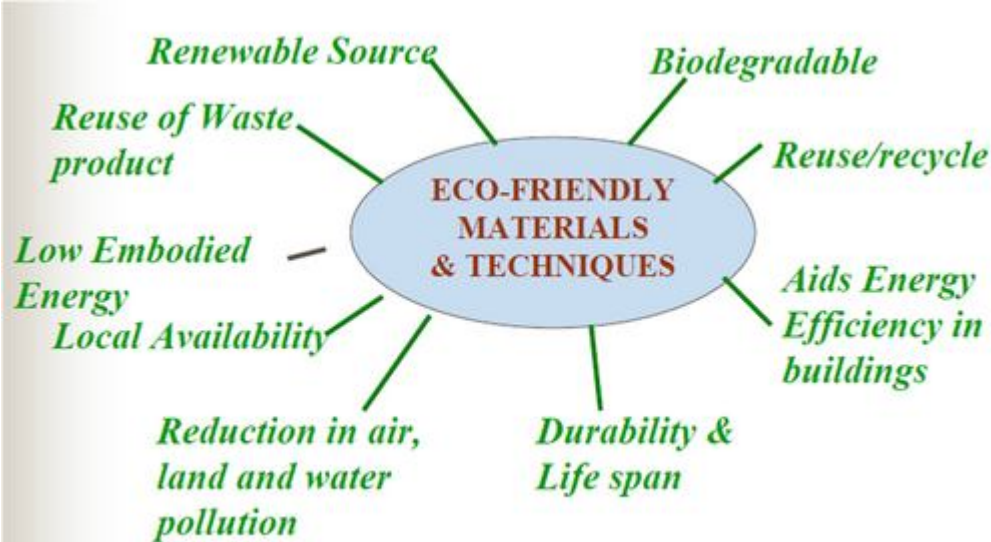 Renewable Source
Biodegradable
Reuse of Waste
product
Reuse/recycle
ECO-FRIENDLY
MATERIALS
& TECHNIQUES
Low Embodied
Energy
Local Availability
Aids Energy
Efficiency in
buildings
Reduction in air,
land and water
pollution
Durability &
Life span